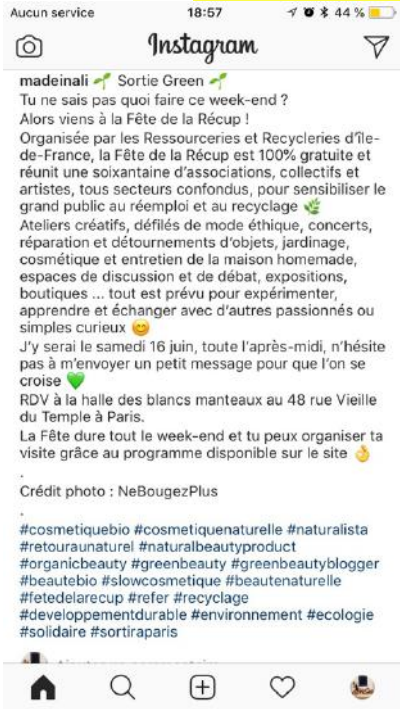 Aucun service 18:57 44 %
Instagram
madeinali 🌱 Sortie Green 🌱
Tu ne sais pas quoi faire ce week-end ?
Alors viens à la Fête de la Récup !
Organisée par les Ressourceries et Recycleries d'île-
de-France, la Fête de la Récup est 100% gratuite et
réunit une soixantaine d'associations, collectifs et
artistes, tous secteurs confondus, pour sensibiliser le
grand public au réemploi et au recyclage 🌿
Ateliers créatifs, défilés de mode éthique, concerts,
réparation et détournements d'objets, jardinage,
cosmétique et entretien de la maison homemade,
espaces de discussion et de débat, expositions,
boutiques ... tout est prévu pour expérimenter,
apprendre et échanger avec d'autres passionnés ou
simples curieux 😊
J'y serai le samedi 16 juin, toute l'après-midi, n'hésite
pas à m'envoyer un petit message pour que l'on se
croise 💚
RDV à la halle des blancs manteaux au 48 rue Vieille
du Temple à Paris.
La Fête dure tout le week-end et tu peux organiser ta
visite grâce au programme disponible sur le site 👌
.
Crédit photo : NeBougezPlus
.
#cosmetiquebio #cosmetiquenaturelle #naturalista
#retouraunaturel #naturalbeautyproduct
#organicbeauty #greenbeauty #greenbeautyblogger
#beautebio #slowcosmetique #beautenaturelle
#fetedelarecup #refer #recyclage
#developpementdurable #environnement #ecologie
#solidaire #sortiraparis